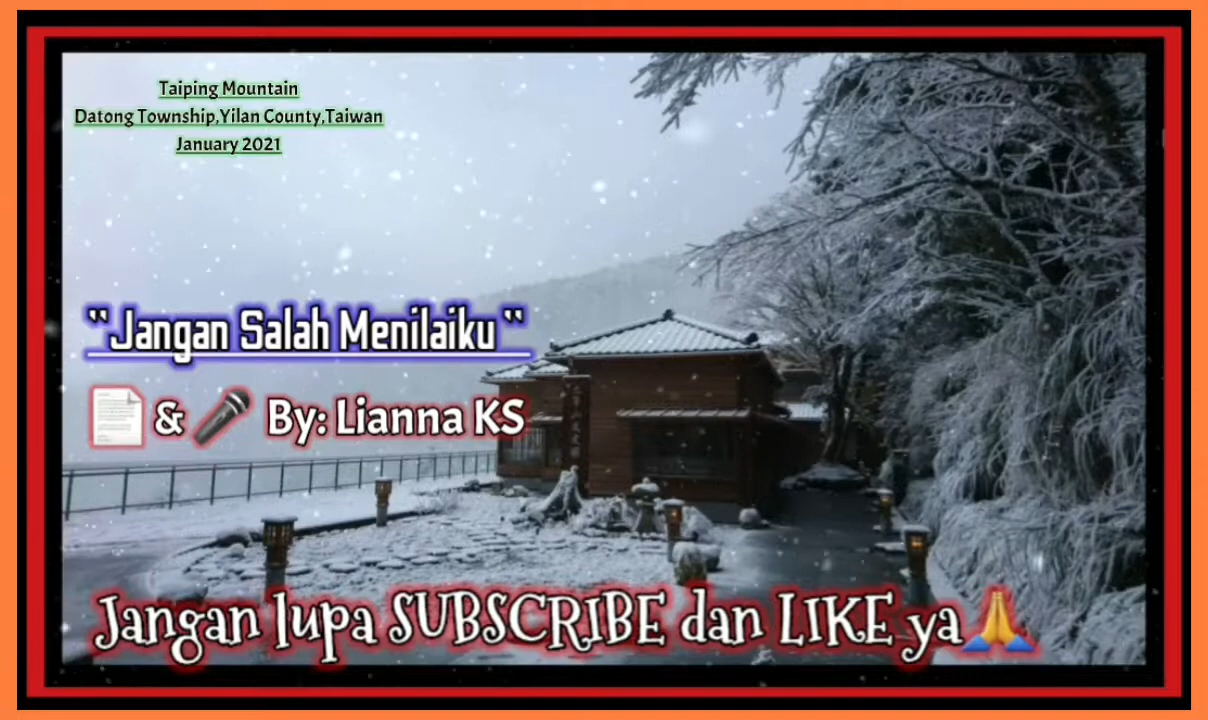 Taiping Mountain
Datong Township,Yilan County,Taiwan
January 2021
"Jangan Salah Menilaiku"
& By: Lianna KS
Jangan lupa SUBSCRIBE dan LIKE ya